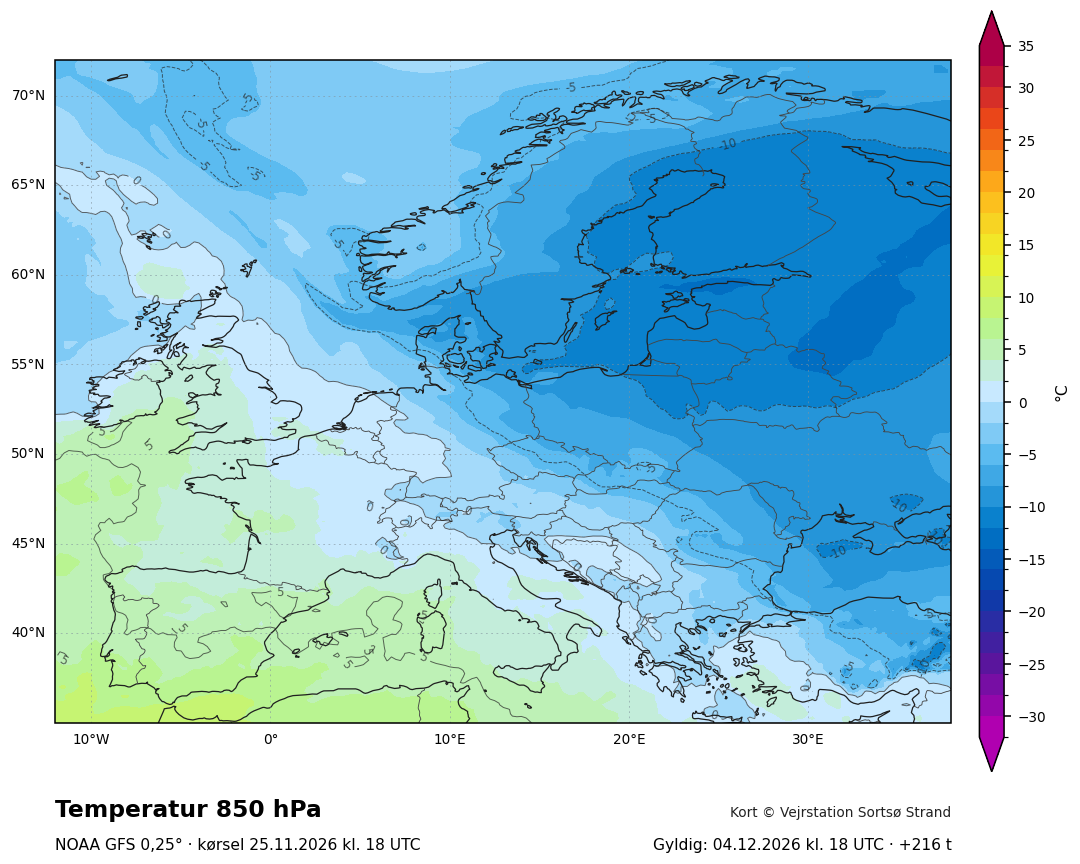 70°N
65°N
60°N
55°N
50°N
45°N
40°N
10°W 0° 10°E 20°E 30°E
35
30
25
20
15
10
5
0
−5
−10
−15
−20
−25
−30
°C
Temperatur 850 hPa
Kort © Vejrstation Sortsø Strand
NOAA GFS 0,25° · kørsel 25.11.2026 kl. 18 UTC
Gyldig: 04.12.2026 kl. 18 UTC · +216 t